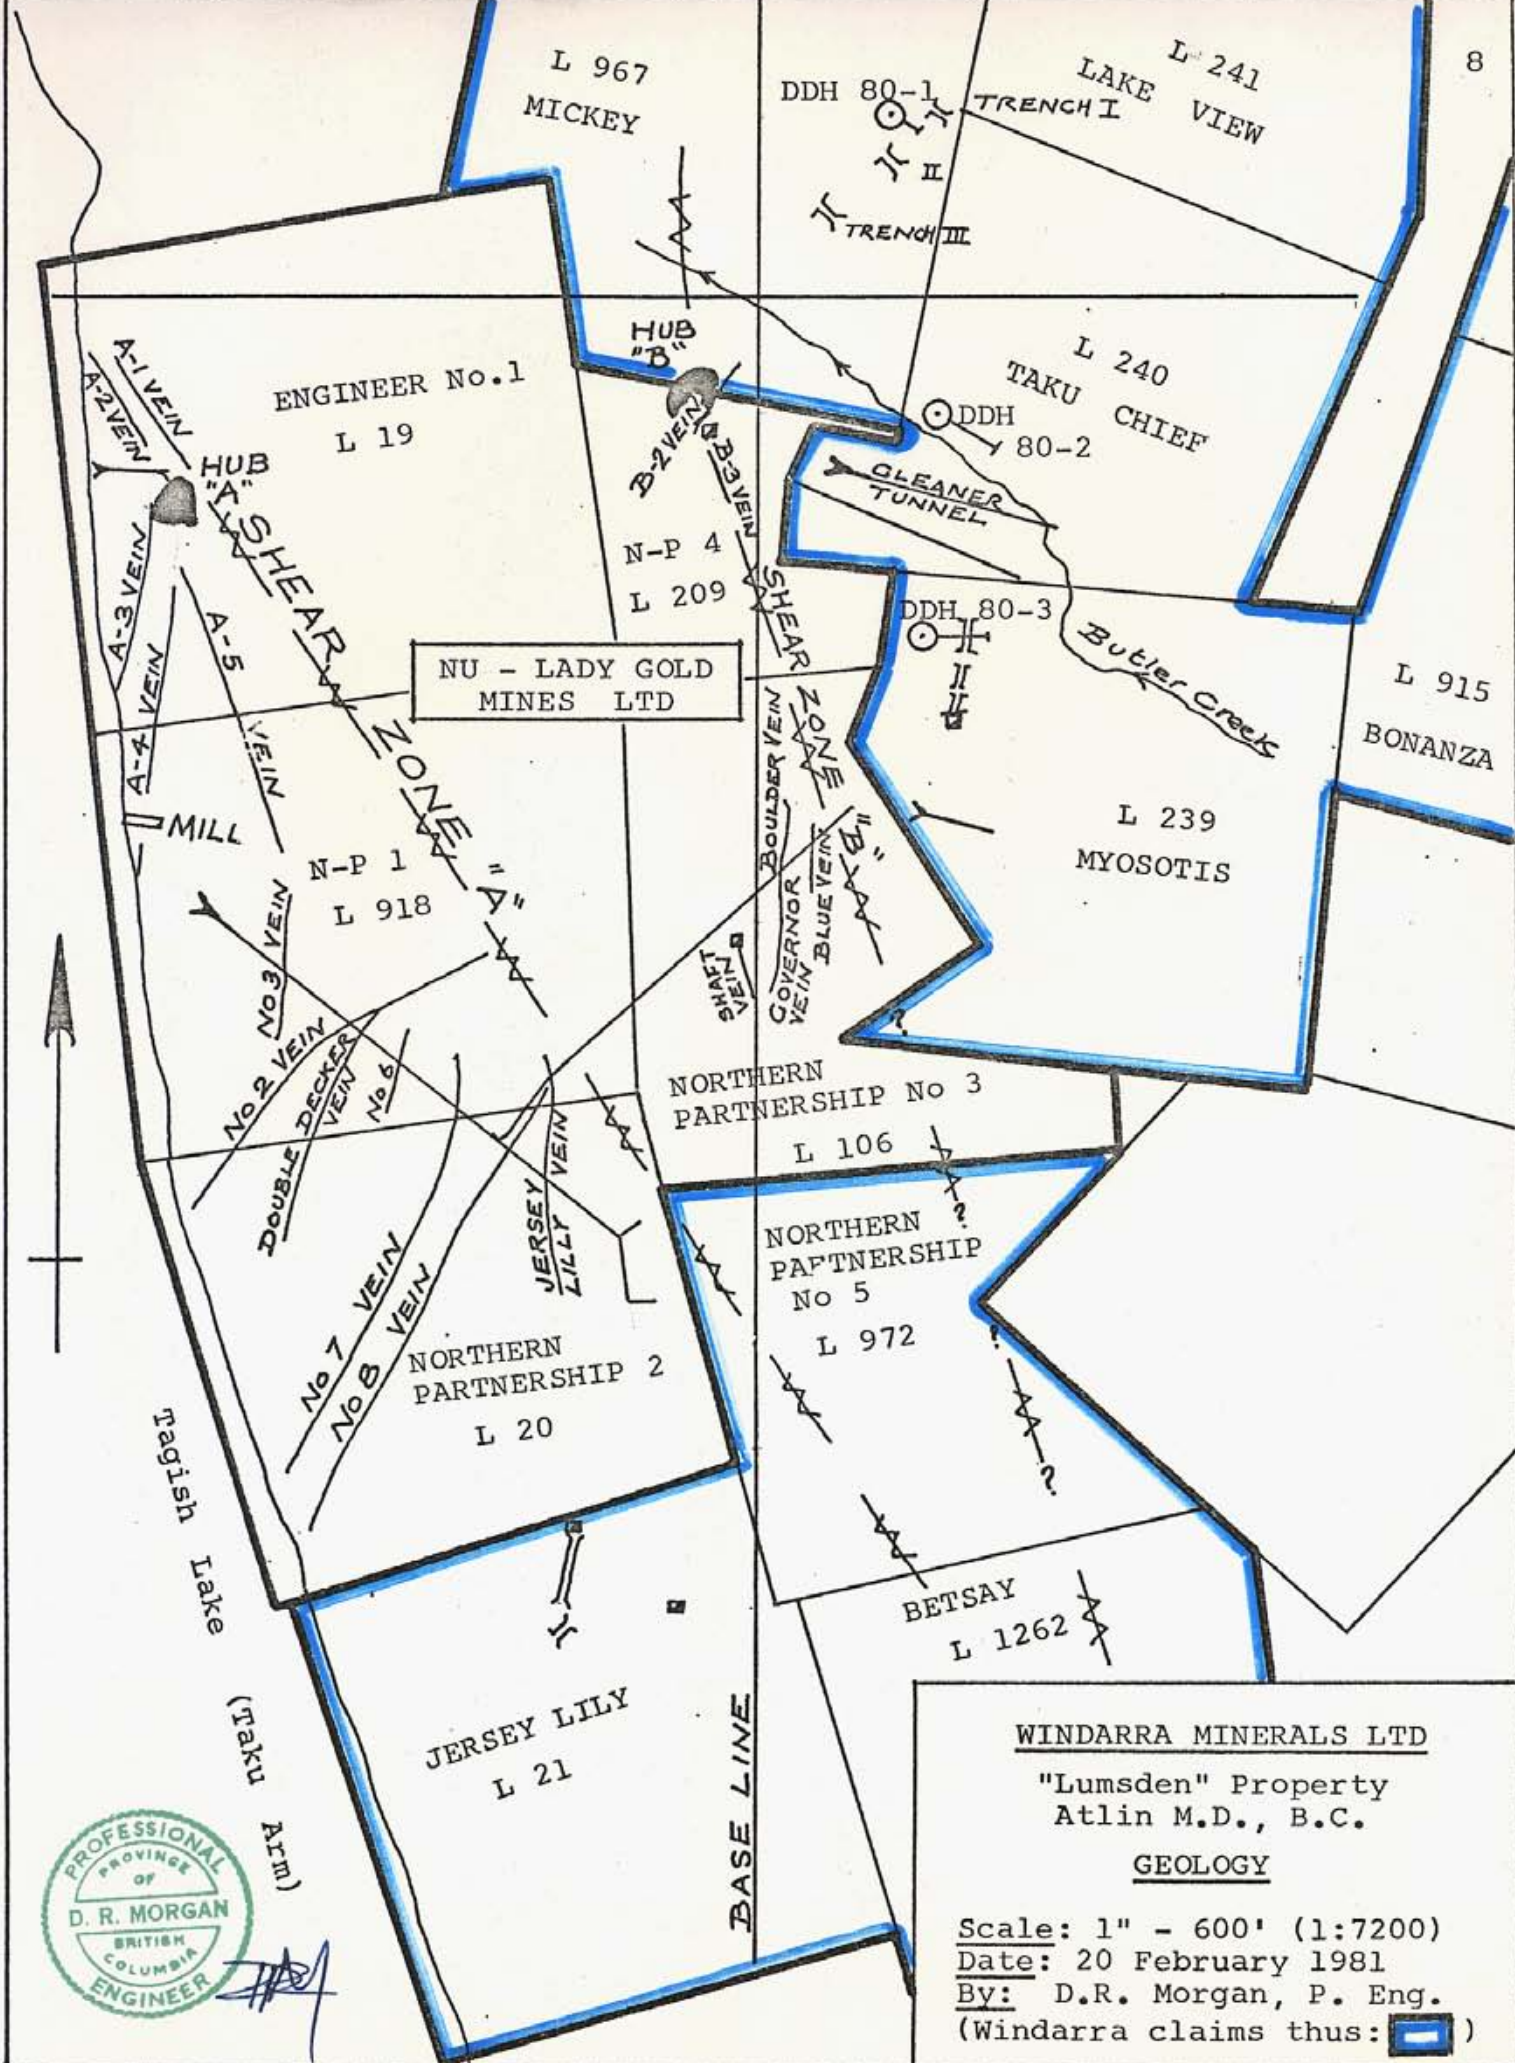 L 967
MICKEY
DDH 80-1
TRENCH I
II
TRENCH III
L 241
LAKE VIEW
8
HUB
"B"
L 240
TAKU CHIEF
A-1 VEIN
A-2 VEIN
ENGINEER No.1
L 19
HUB
"A"
B-2 VEIN
B-3 VEIN
DDH
80-2
GLEANER
TUNNEL
N-P 4
L 209
SHEAR ZONE "A"
SHEAR ZONE "B"
A-3 VEIN
A-4 VEIN
A-5 VEIN
DDH 80-3
Butler Creek
NU - LADY GOLD
MINES LTD
L 915
BONANZA
BOULDER VEIN
MILL
N-P 1
L 918
L 239
MYOSOTIS
No 3 VEIN
SHAFT
VEIN
GOVERNOR
VEIN
BLUE VEIN
?
No 2 VEIN
DOUBLE DECKER
VEIN
No 6
NORTHERN
PARTNERSHIP No 3
L 106
JERSEY
LILLY VEIN
?
NORTHERN
PARTNERSHIP
No 5
L 972
?
?
No 7 VEIN
No 8 VEIN
NORTHERN
PARTNERSHIP 2
L 20
Tagish Lake (Taku Arm)
BETSAY
L 1262
JERSEY LILY
L 21
BASE LINE
WINDARRA MINERALS LTD
"Lumsden" Property
Atlin M.D., B.C.
GEOLOGY
Scale: 1" - 600' (1:7200)
Date: 20 February 1981
By: D.R. Morgan, P. Eng.
(Windarra claims thus: )
PROFESSIONAL
PROVINCE
OF
D. R. MORGAN
BRITISH
COLUMBIA
ENGINEER